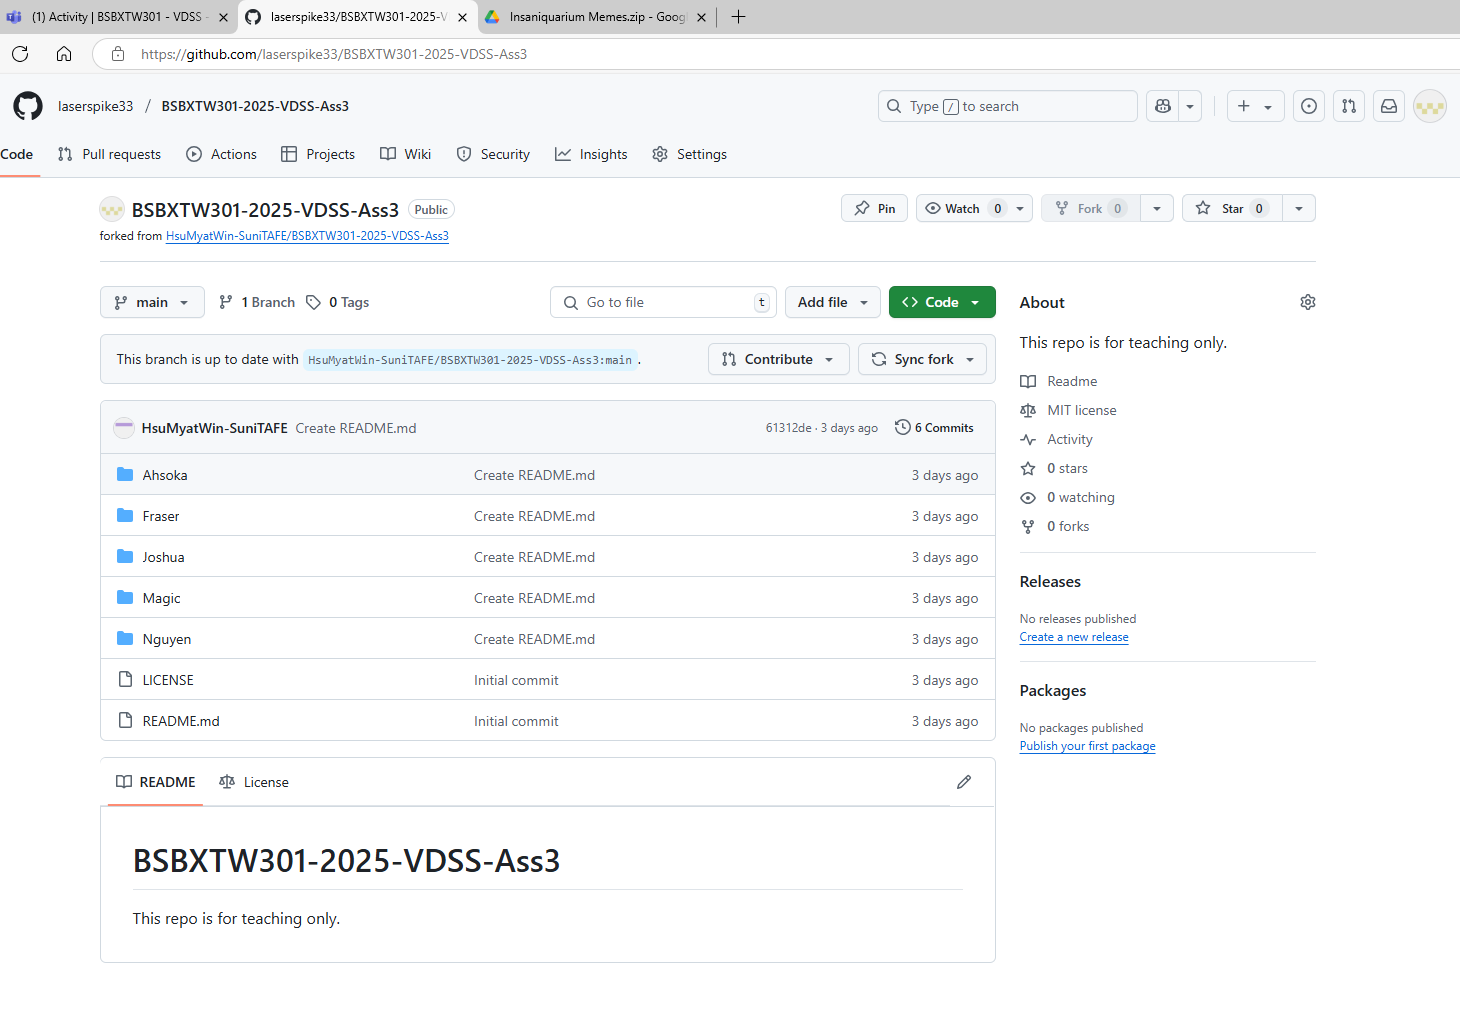 (1) Activity | BSBXTW301 - VDSS -
laserspike33/BSBXTW301-2025-V
Insaniquarium Memes.zip - Goog
https://github.com/laserspike33/BSBXTW301-2025-VDSS-Ass3
laserspike33 / BSBXTW301-2025-VDSS-Ass3
Type / to search
Code
Pull requests
Actions
Projects
Wiki
Security
Insights
Settings
BSBXTW301-2025-VDSS-Ass3 Public
Pin
Watch 0
Fork 0
Star 0
forked from HsuMyatWin-SuniTAFE/BSBXTW301-2025-VDSS-Ass3
main
1 Branch
0 Tags
Go to file t
Add file
<> Code
This branch is up to date with HsuMyatWin-SuniTAFE/BSBXTW301-2025-VDSS-Ass3:main .
Contribute
Sync fork
HsuMyatWin-SuniTAFE Create README.md 61312de · 3 days ago 6 Commits
Ahsoka Create README.md 3 days ago
Fraser Create README.md 3 days ago
Joshua Create README.md 3 days ago
Magic Create README.md 3 days ago
Nguyen Create README.md 3 days ago
LICENSE Initial commit 3 days ago
README.md Initial commit 3 days ago
README
License
BSBXTW301-2025-VDSS-Ass3
This repo is for teaching only.
About
This repo is for teaching only.
Readme
MIT license
Activity
0 stars
0 watching
0 forks
Releases
No releases published
Create a new release
Packages
No packages published
Publish your first package